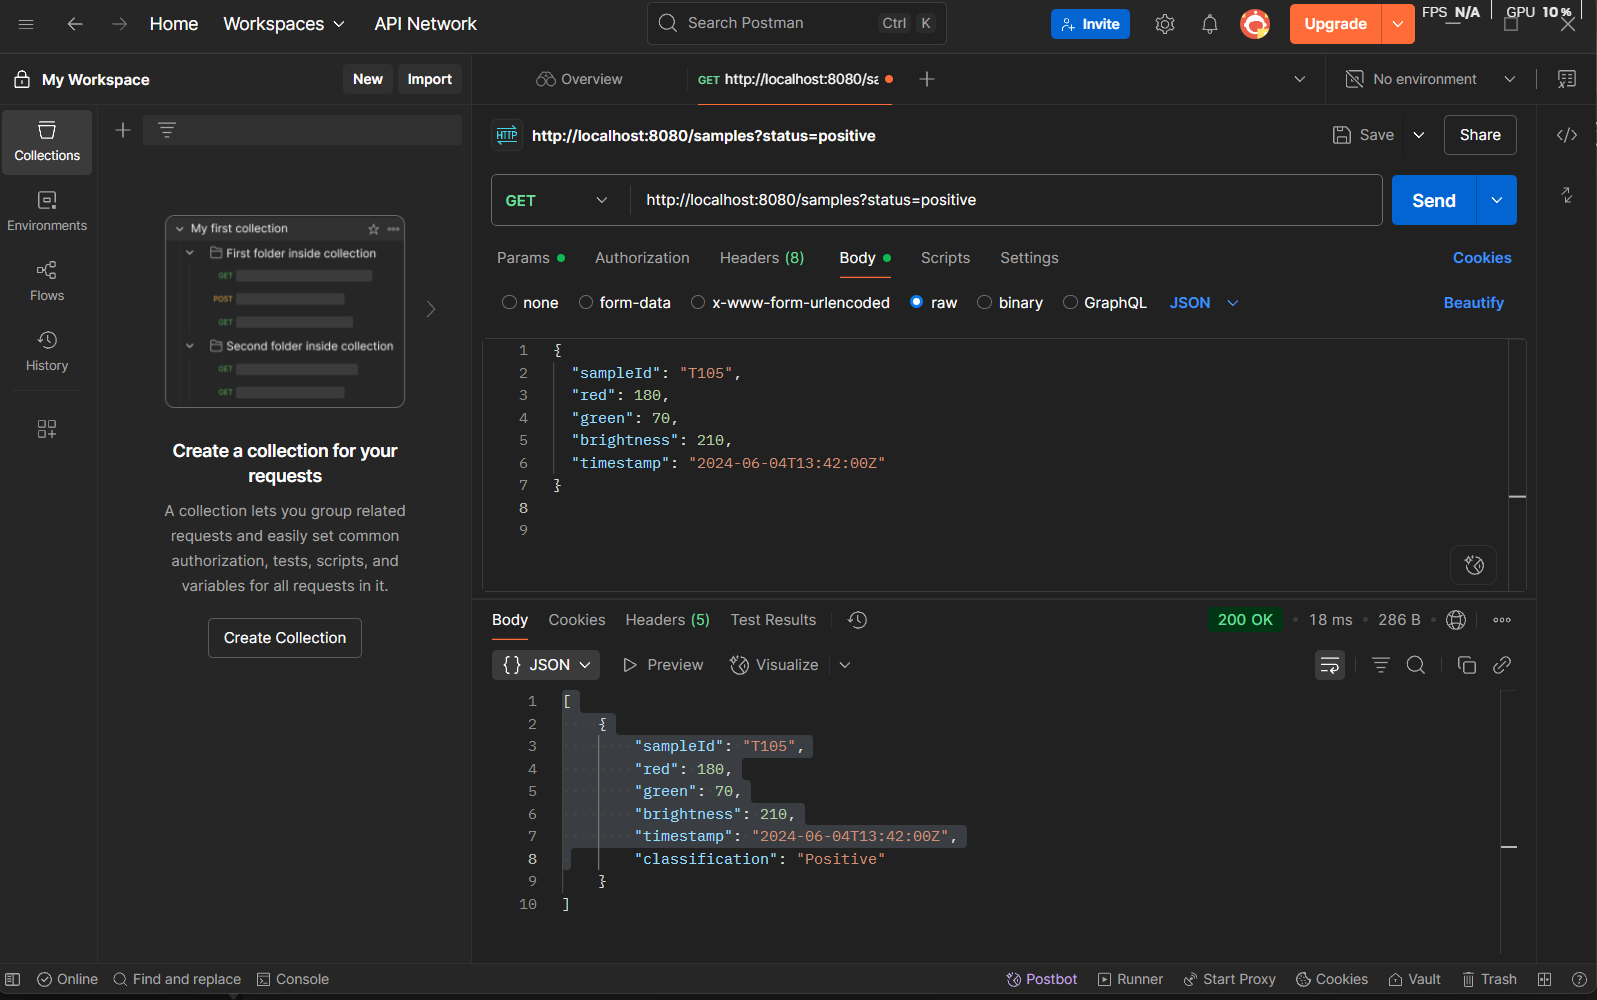 Home
Workspaces
API Network
Search Postman
Ctrl
K
Invite
Upgrade
FPS N/A
GPU 10 %
My Workspace
New
Import
Overview
GET http://localhost:8080/sa
No environment
Collections
Environments
Flows
History
My first collection
First folder inside collection
GET
POST
GET
Second folder inside collection
GET
GET
Create a collection for your
requests
A collection lets you group related
requests and easily set common
authorization, tests, scripts, and
variables for all requests in it.
Create Collection
HTTP
http://localhost:8080/samples?status=positive
Save
Share
GET
http://localhost:8080/samples?status=positive
Send
Params
Authorization
Headers (8)
Body
Scripts
Settings
Cookies
none
form-data
x-www-form-urlencoded
raw
binary
GraphQL
JSON
Beautify
1 {
2 "sampleId": "T105",
3 "red": 180,
4 "green": 70,
5 "brightness": 210,
6 "timestamp": "2024-06-04T13:42:00Z"
7 }
8
9
Body
Cookies
Headers (5)
Test Results
200 OK
18 ms
286 B
{} JSON
Preview
Visualize
1 [
2 {
3 "sampleId": "T105",
4 "red": 180,
5 "green": 70,
6 "brightness": 210,
7 "timestamp": "2024-06-04T13:42:00Z",
8 "classification": "Positive"
9 }
10 ]
Online
Find and replace
Console
Postbot
Runner
Start Proxy
Cookies
Vault
Trash